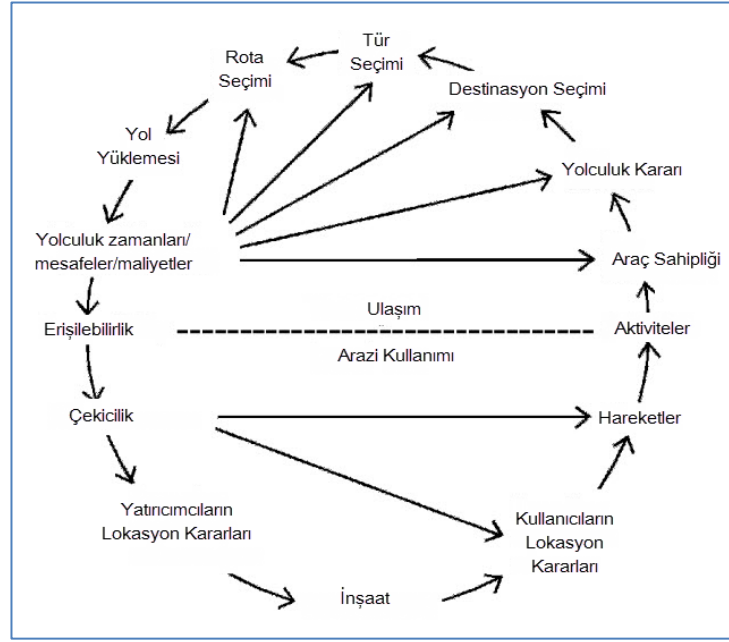 Tür
Seçimi
Rota
Seçimi
Destinasyon Seçimi
Yol
Yüklemesi
Yolculuk Kararı
Yolculuk zamanları/
mesafeler/maliyetler
Araç Sahipliği
Ulaşım
Erişilebilirlik
Aktiviteler
Arazi Kullanımı
Çekicilik
Hareketler
Yatırıcımcıların
Lokasyon Kararları
Kullanıcıların
Lokasyon
Kararları
İnşaat